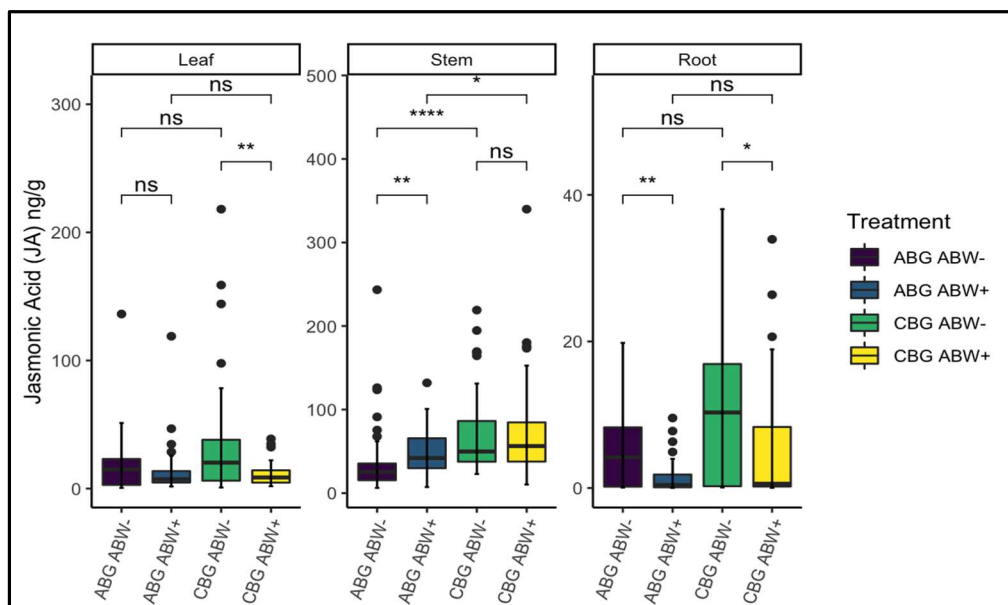 Leaf
Stem
Root
Jasmonic Acid (JA) ng/g
300
200
100
0
ns
ns
**
ns
ABG ABW-
ABG ABW+
CBG ABW-
CBG ABW+
500
400
300
200
100
0
*
****
ns
**
ABG ABW-
ABG ABW+
CBG ABW-
CBG ABW+
40
20
0
ns
ns
*
**
ABG ABW-
ABG ABW+
CBG ABW-
CBG ABW+
Treatment
ABG ABW-
ABG ABW+
CBG ABW-
CBG ABW+